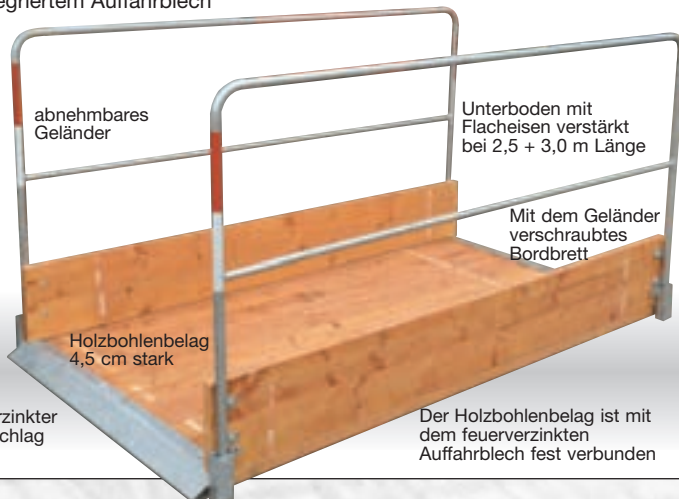 Auffahrblech
abnehmbares
Geländer
Unterboden mit
Flacheisen verstärkt
bei 2,5 + 3,0 m Länge
Mit dem Geländer
verschraubtes
Bordbrett
Holzbohlenbelag
4,5 cm stark
Der Holzbohlenbelag ist mit
dem feuerverzinkten
Auffahrblech fest verbunden